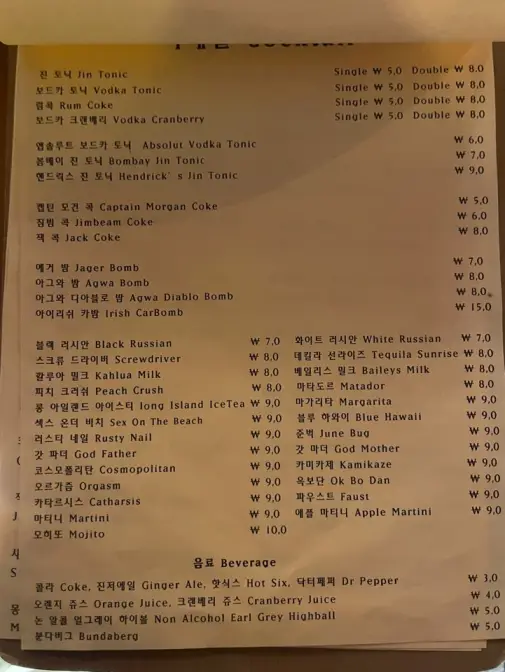 Cocktail
진 토닉 Jin Tonic Single ₩ 5,0 Double ₩ 8,0
보드카 토닉 Vodka Tonic Single ₩ 5,0 Double ₩ 8,0
럼콕 Rum Coke Single ₩ 5,0 Double ₩ 8,0
보드카 크랜베리 Vodka Cranberry Single ₩ 5,0 Double ₩ 8,0
앱솔루트 보드카 토닉 Absolut Vodka Tonic ₩ 6,0
봄베이 진 토닉 Bombay Jin Tonic ₩ 7,0
핸드릭스 진 토닉 Hendrick's Jin Tonic ₩ 9,0
캡틴 모건 콕 Captain Morgan Coke ₩ 5,0
짐빔 콕 Jimbeam Coke ₩ 6,0
잭 콕 Jack Coke ₩ 8,0
예거 밤 Jager Bomb ₩ 7,0
아그와 밤 Agwa Bomb ₩ 8,0
아그와 디아블로 밤 Agwa Diablo Bomb ₩ 8,0
아이리쉬 카밤 Irish CarBomb ₩ 15,0
블랙 러시안 Black Russian ₩ 7,0 화이트 러시안 White Russian ₩ 7,0
스크류 드라이버 Screwdriver ₩ 8,0 데킬라 선라이즈 Tequila Sunrise ₩ 8,0
깔루아 밀크 Kahlua Milk ₩ 8,0 베일리스 밀크 Baileys Milk ₩ 8,0
피치 크러쉬 Peach Crush ₩ 8,0 마타도르 Matador ₩ 8,0
롱 아일랜드 아이스티 long Island IceTea ₩ 9,0 마가리타 Margarita ₩ 9,0
섹스 온더 비치 Sex On The Beach ₩ 9,0 블루 하와이 Blue Hawaii ₩ 9,0
러스티 네일 Rusty Nail ₩ 9,0 준벅 June Bug ₩ 9,0
갓 파더 God Father ₩ 9,0 갓 마더 God Mother ₩ 9,0
코스모폴리탄 Cosmopolitan ₩ 9,0 카미카제 Kamikaze ₩ 9,0
오르가즘 Orgasm ₩ 9,0 옥보단 Ok Bo Dan ₩ 9,0
카타르시스 Catharsis ₩ 9,0 파우스트 Faust ₩ 9,0
마티니 Martini ₩ 9,0 애플 마티니 Apple Martini ₩ 9,0
모히또 Mojito ₩ 10,0
음료 Beverage
콜라 Coke, 진저에일 Ginger Ale, 핫식스 Hot Six, 닥터페퍼 Dr Pepper ₩ 3,0
오렌지 쥬스 Orange Juice, 크랜베리 쥬스 Cranberry Juice ₩ 4,0
논 알콜 얼그레이 하이볼 Non Alcohol Earl Grey Highball ₩ 5,0
분다버그 Bundaberg ₩ 5,0